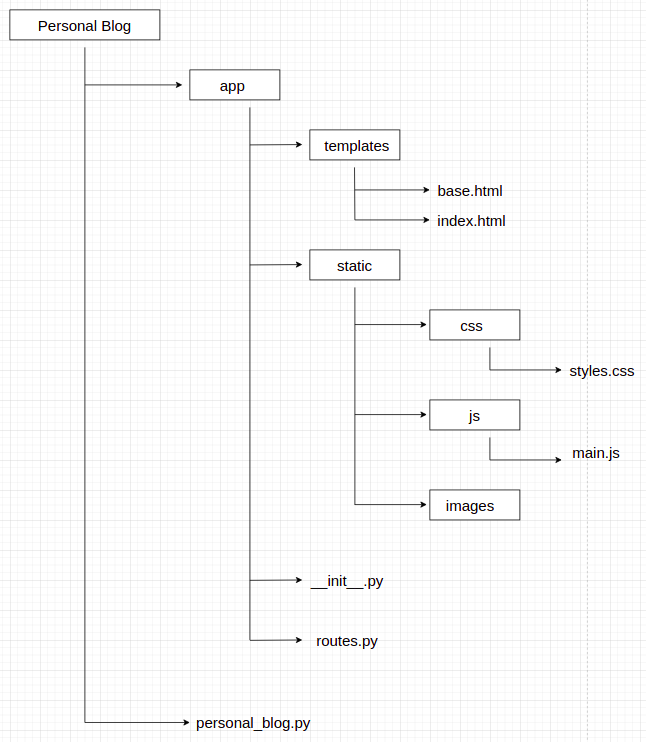 Personal Blog
app
templates
base.html
index.html
static
css
styles.css
js
main.js
images
__init__.py
routes.py
personal_blog.py